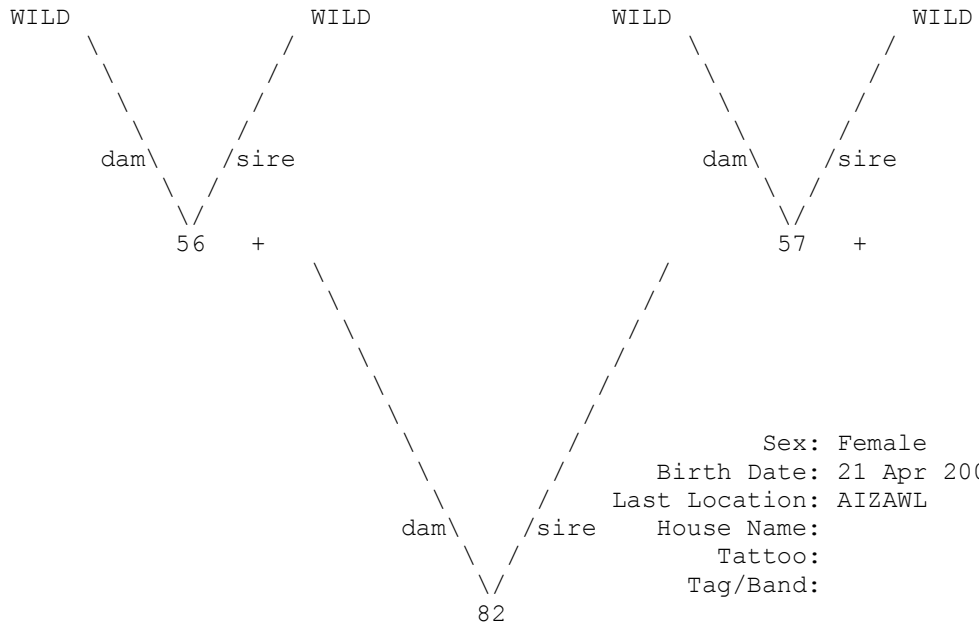 WILD WILD WILD WILD
dam sire dam sire
56 + 57 +
Sex: Female
Birth Date: 21 Apr 200
Last Location: AIZAWL
dam sire House Name:
Tattoo:
Tag/Band:
82